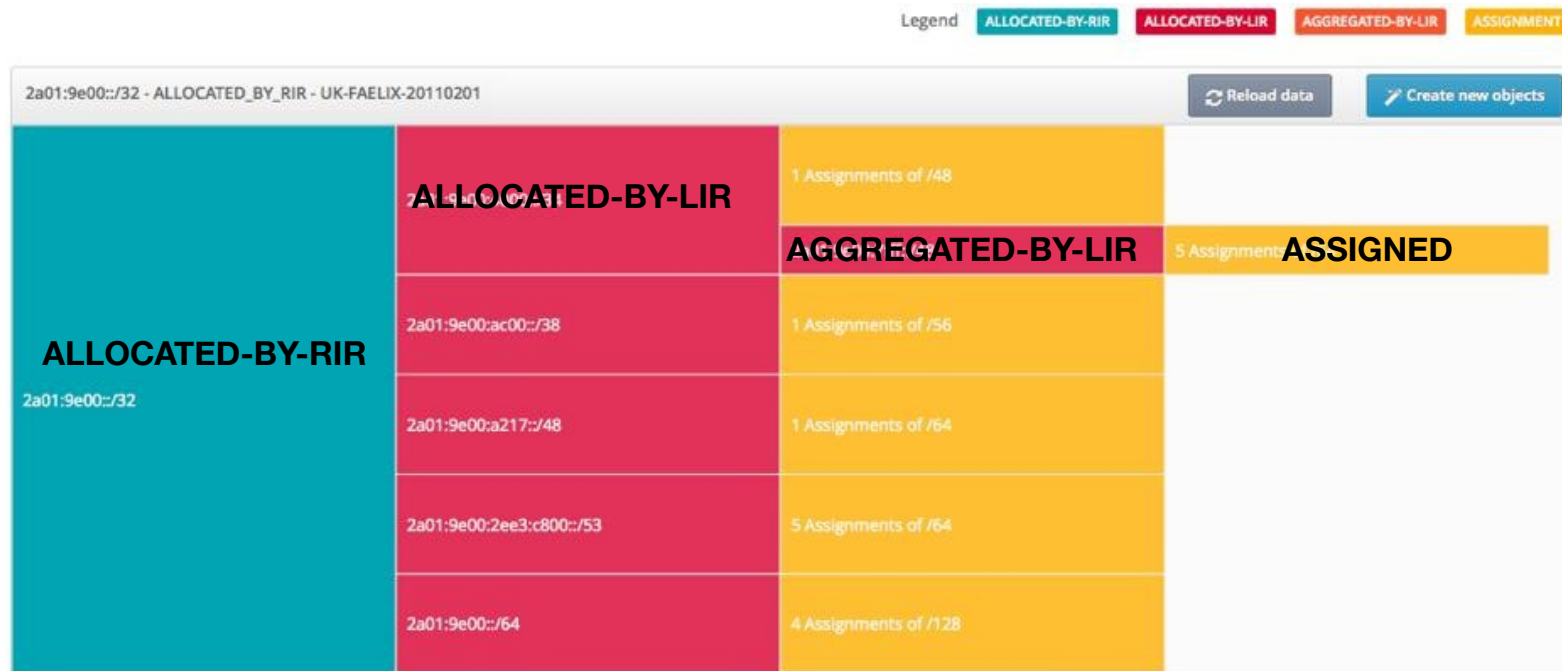 Legend ALLOCATED-BY-RIR ALLOCATED-BY-LIR AGGREGATED-BY-LIR ASSIGNMENT
2a01:9e00::/32 - ALLOCATED_BY_RIR - UK-FAELIX-20110201
Reload data
Create new objects
ALLOCATED-BY-RIR
2a01:9e00::/32
ALLOCATED-BY-LIR
1 Assignments of /48
AGGREGATED-BY-LIR
5 Assignments
ASSIGNED
2a01:9e00:ac00::/38
1 Assignments of /56
2a01:9e00:a217::/48
1 Assignments of /64
2a01:9e00:2ee3:c800::/53
5 Assignments of /64
2a01:9e00::/64
4 Assignments of /128